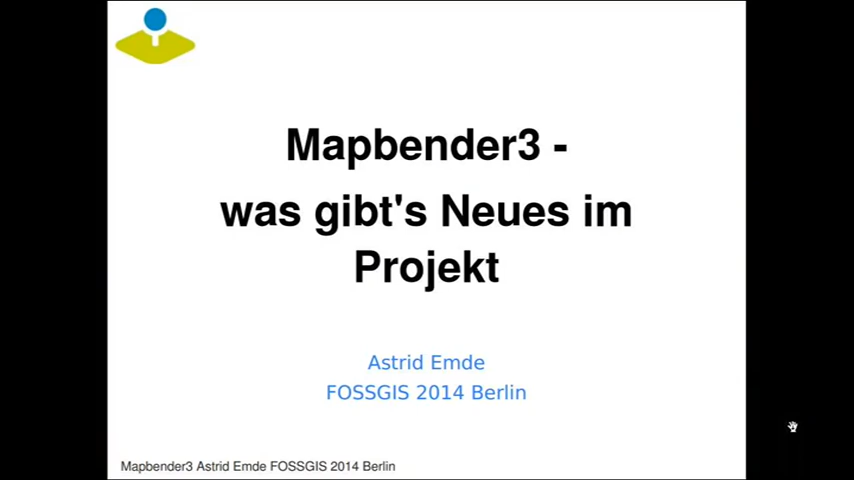 Mapbender3 -
was gibt's Neues im
Projekt
Astrid Emde
FOSSGIS 2014 Berlin
Mapbender3 Astrid Emde FOSSGIS 2014 Berlin